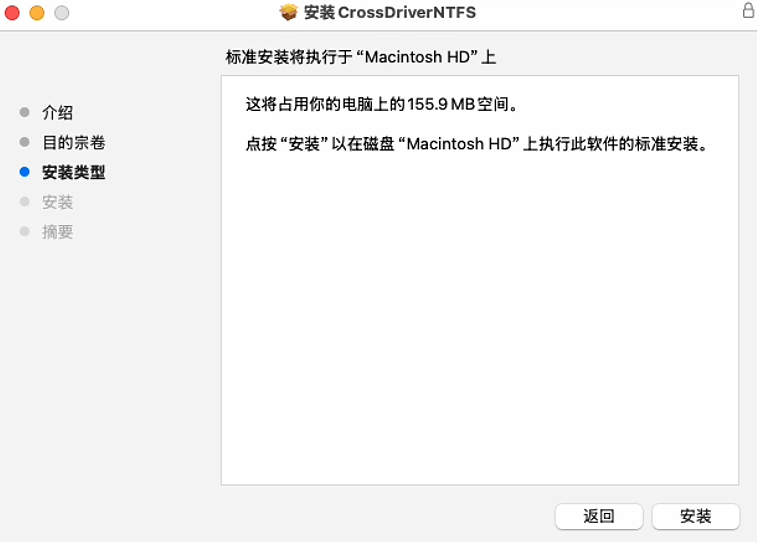 安装 CrossDriverNTFS
标准安装将执行于“Macintosh HD”上
介绍
目的宗卷
安装类型
安装
摘要
这将占用你的电脑上的155.9 MB空间。
点按“安装”以在磁盘“Macintosh HD”上执行此软件的标准安装。
返回
安装